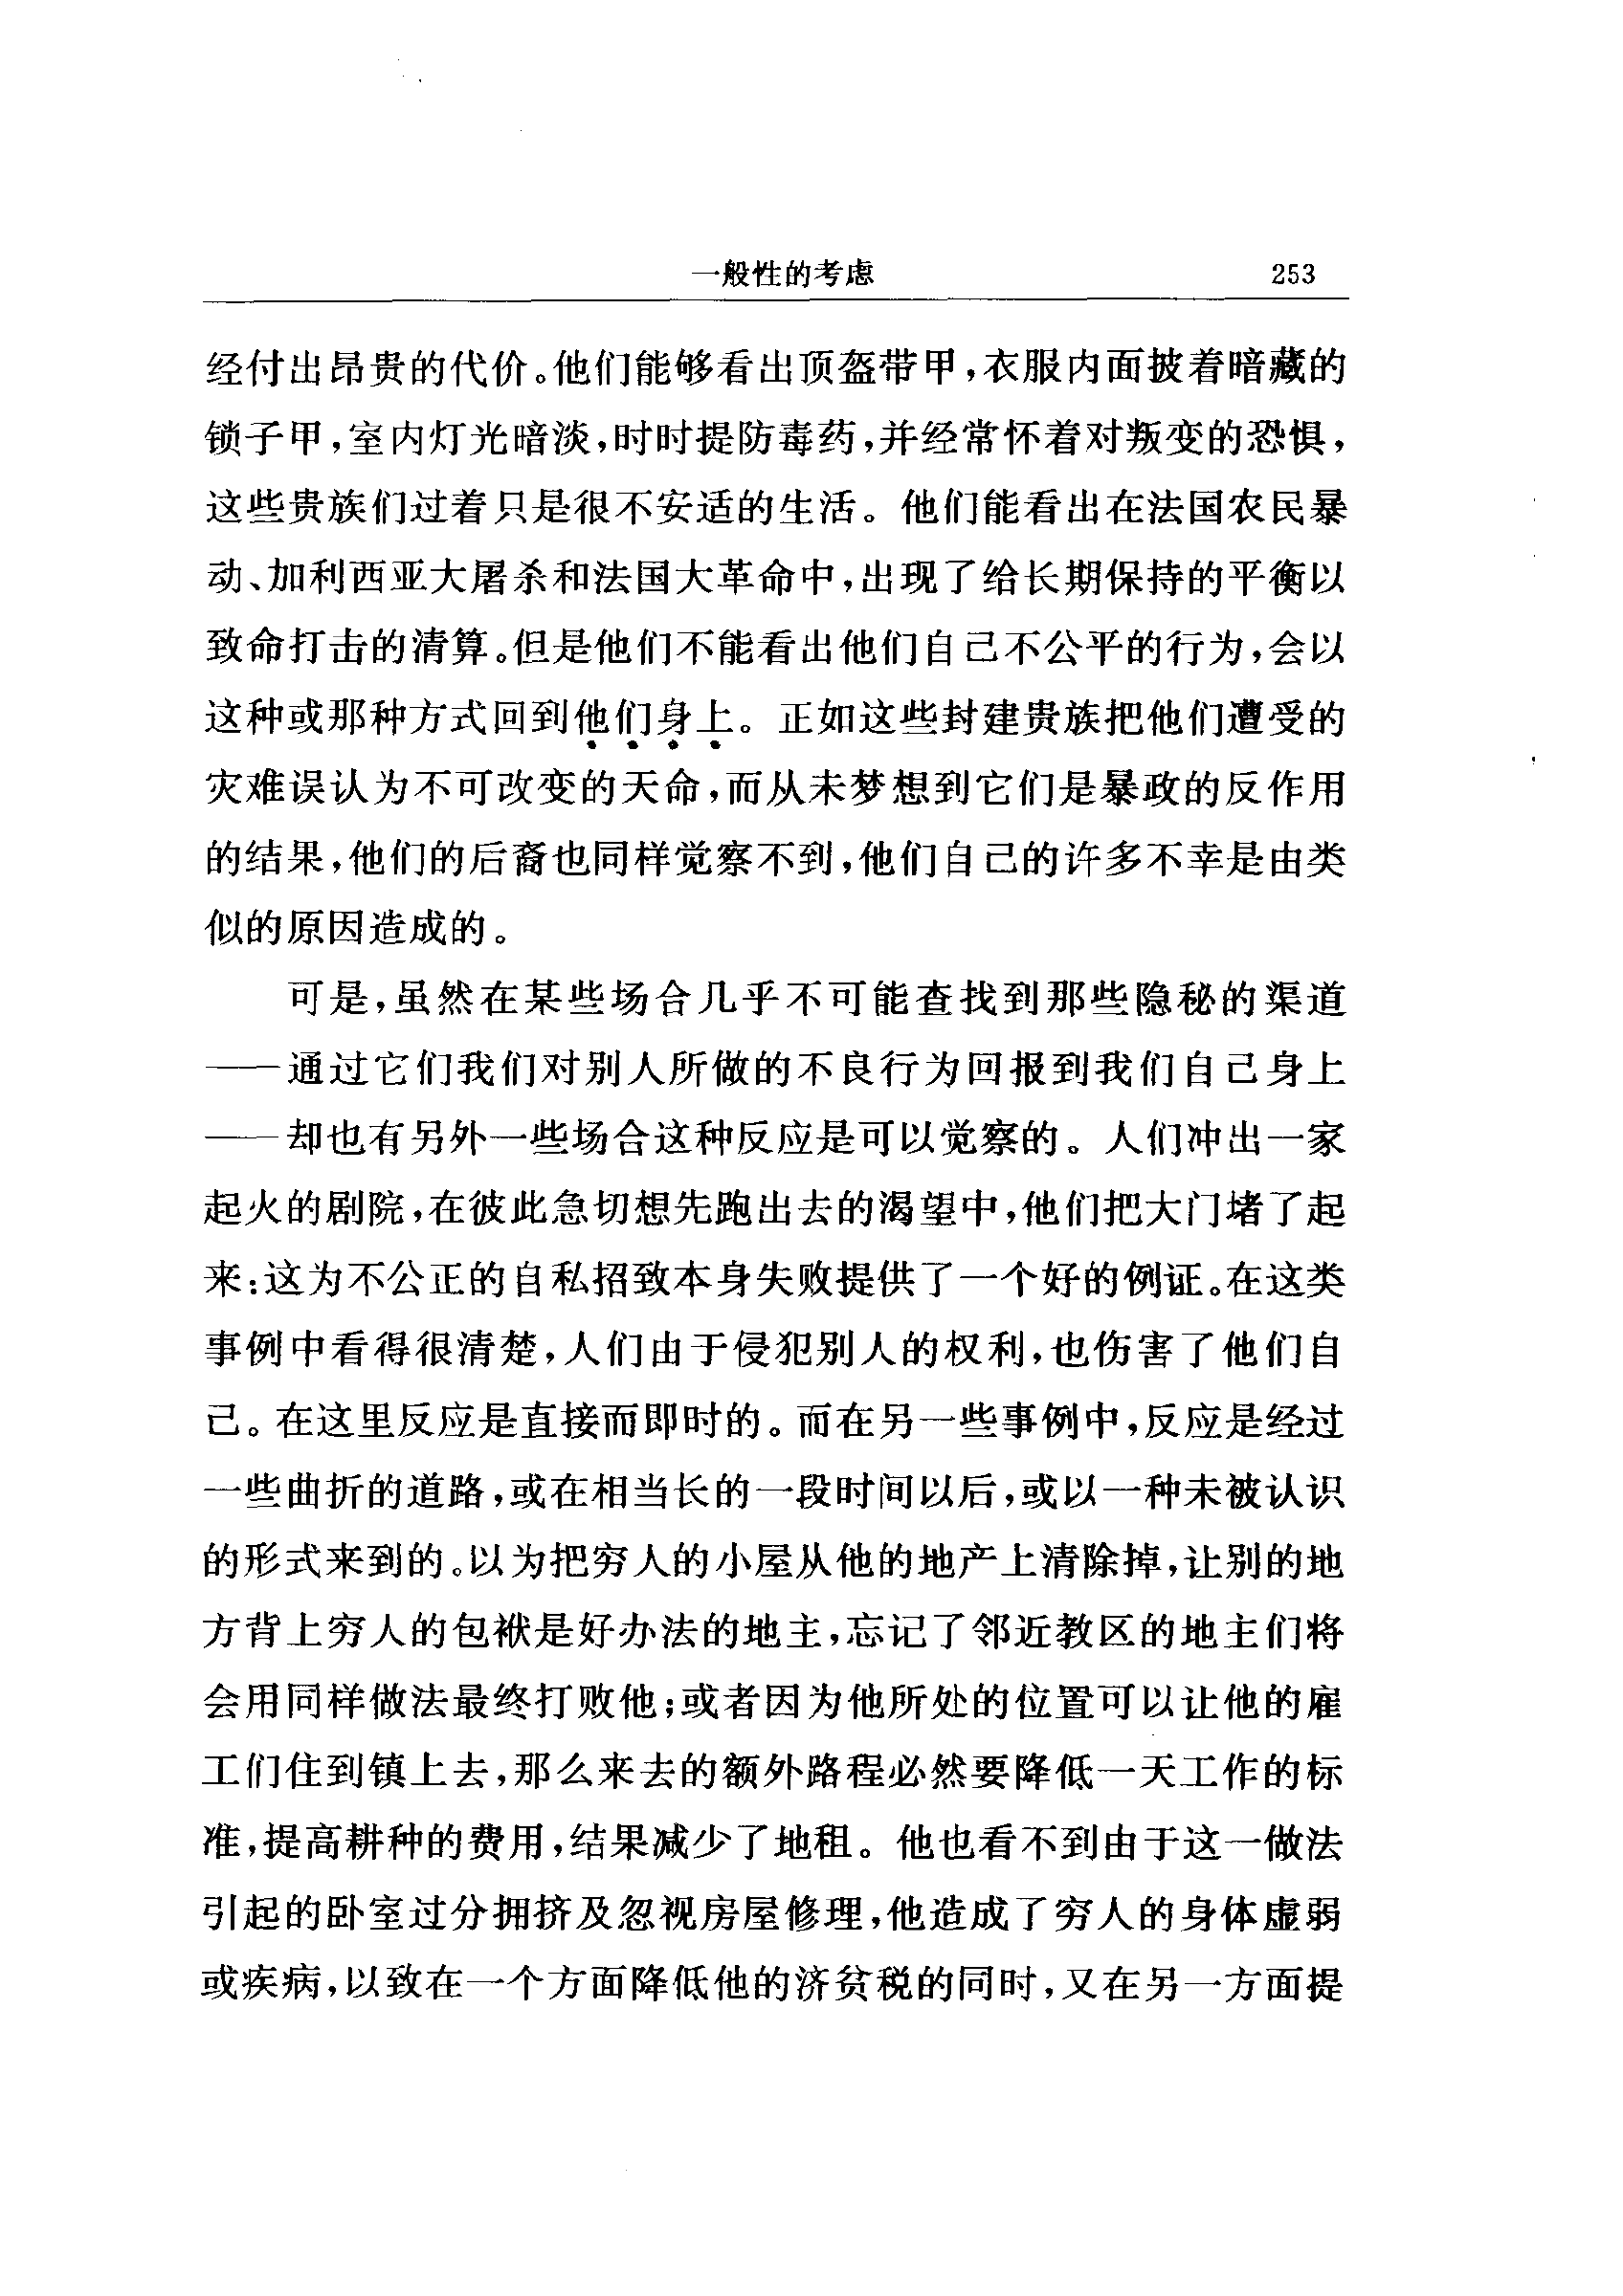 一般性的考虑 253
经付出昂贵的代价。他们能够看出顶盔带甲，衣服内面披着暗藏的
锁子甲，室内灯光暗淡，时时提防毒药，并经常怀着对叛变的恐惧，
这些贵族们过着只是很不安适的生活。他们能看出在法国农民暴
动、加利西亚大屠杀和法国大革命中，出现了给长期保持的平衡以
致命打击的清算。但是他们不能看出他们自己不公平的行为，会以
这种或那种方式回到他们身上。正如这些封建贵族把他们遭受的
灾难误认为不可改变的天命，而从未梦想到它们是暴政的反作用
的结果，他们的后裔也同样觉察不到，他们自己的许多不幸是由类
似的原因造成的。
可是，虽然在某些场合几乎不可能查找到那些隐秘的渠道
——通过它们我们对别人所做的不良行为回报到我们自己身上
——却也有另外一些场合这种反应是可以觉察的。人们冲出一家
起火的剧院，在彼此急切想先跑出去的渴望中，他们把大门堵了起
来：这为不公正的自私招致本身失败提供了一个好的例证。在这类
事例中看得很清楚，人们由于侵犯别人的权利，也伤害了他们自
己。在这里反应是直接而即时的。而在另一些事例中，反应是经过
一些曲折的道路，或在相当长的一段时间以后，或以一种未被认识
的形式来到的。以为把穷人的小屋从他的地产上清除掉，让别的地
方背上穷人的包袱是好办法的地主，忘记了邻近教区的地主们将
会用同样做法最终打败他；或者因为他所处的位置可以让他的雇
工们住到镇上去，那么来去的额外路程必然要降低一天工作的标
准，提高耕种的费用，结果减少了地租。他也看不到由于这一做法
引起的卧室过分拥挤及忽视房屋修理，他造成了穷人的身体虚弱
或疾病，以致在一个方面降低他的济贫税的同时，又在另一方面提